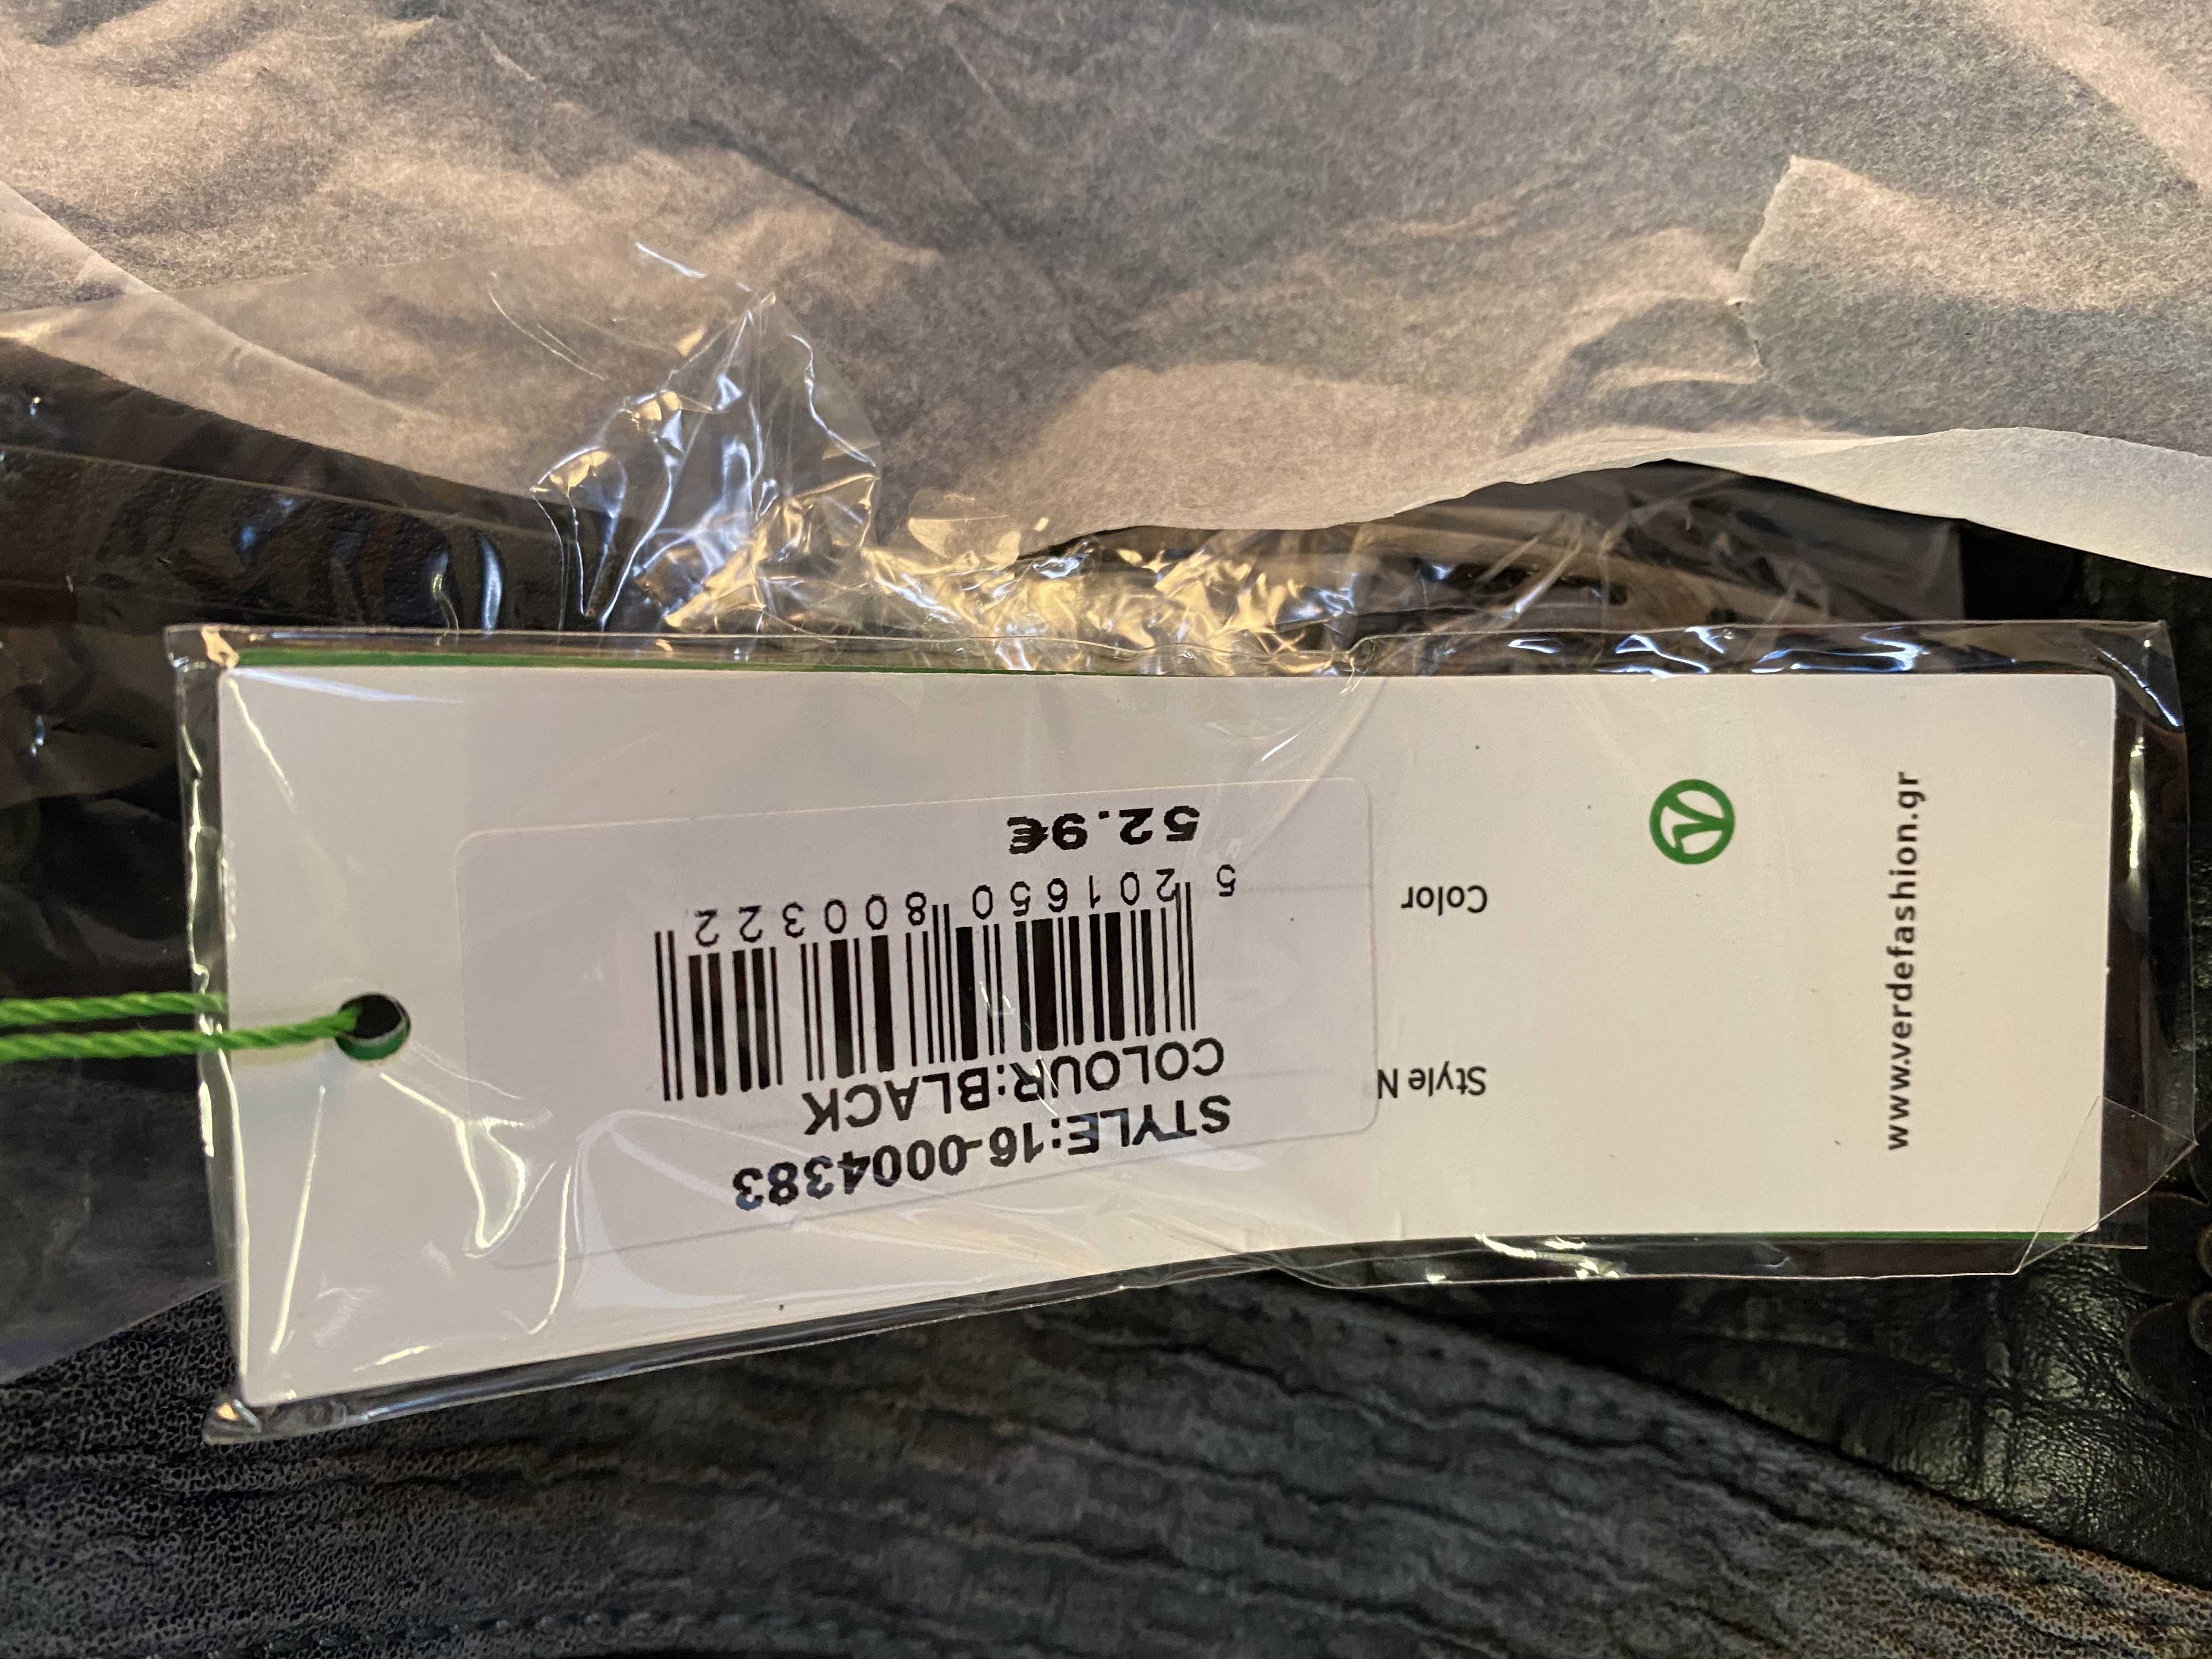 STYLE:16-0004383
COLOUR:BLACK
5 201650 800322
52.9€
Style N
Color
www.verdefashion.gr